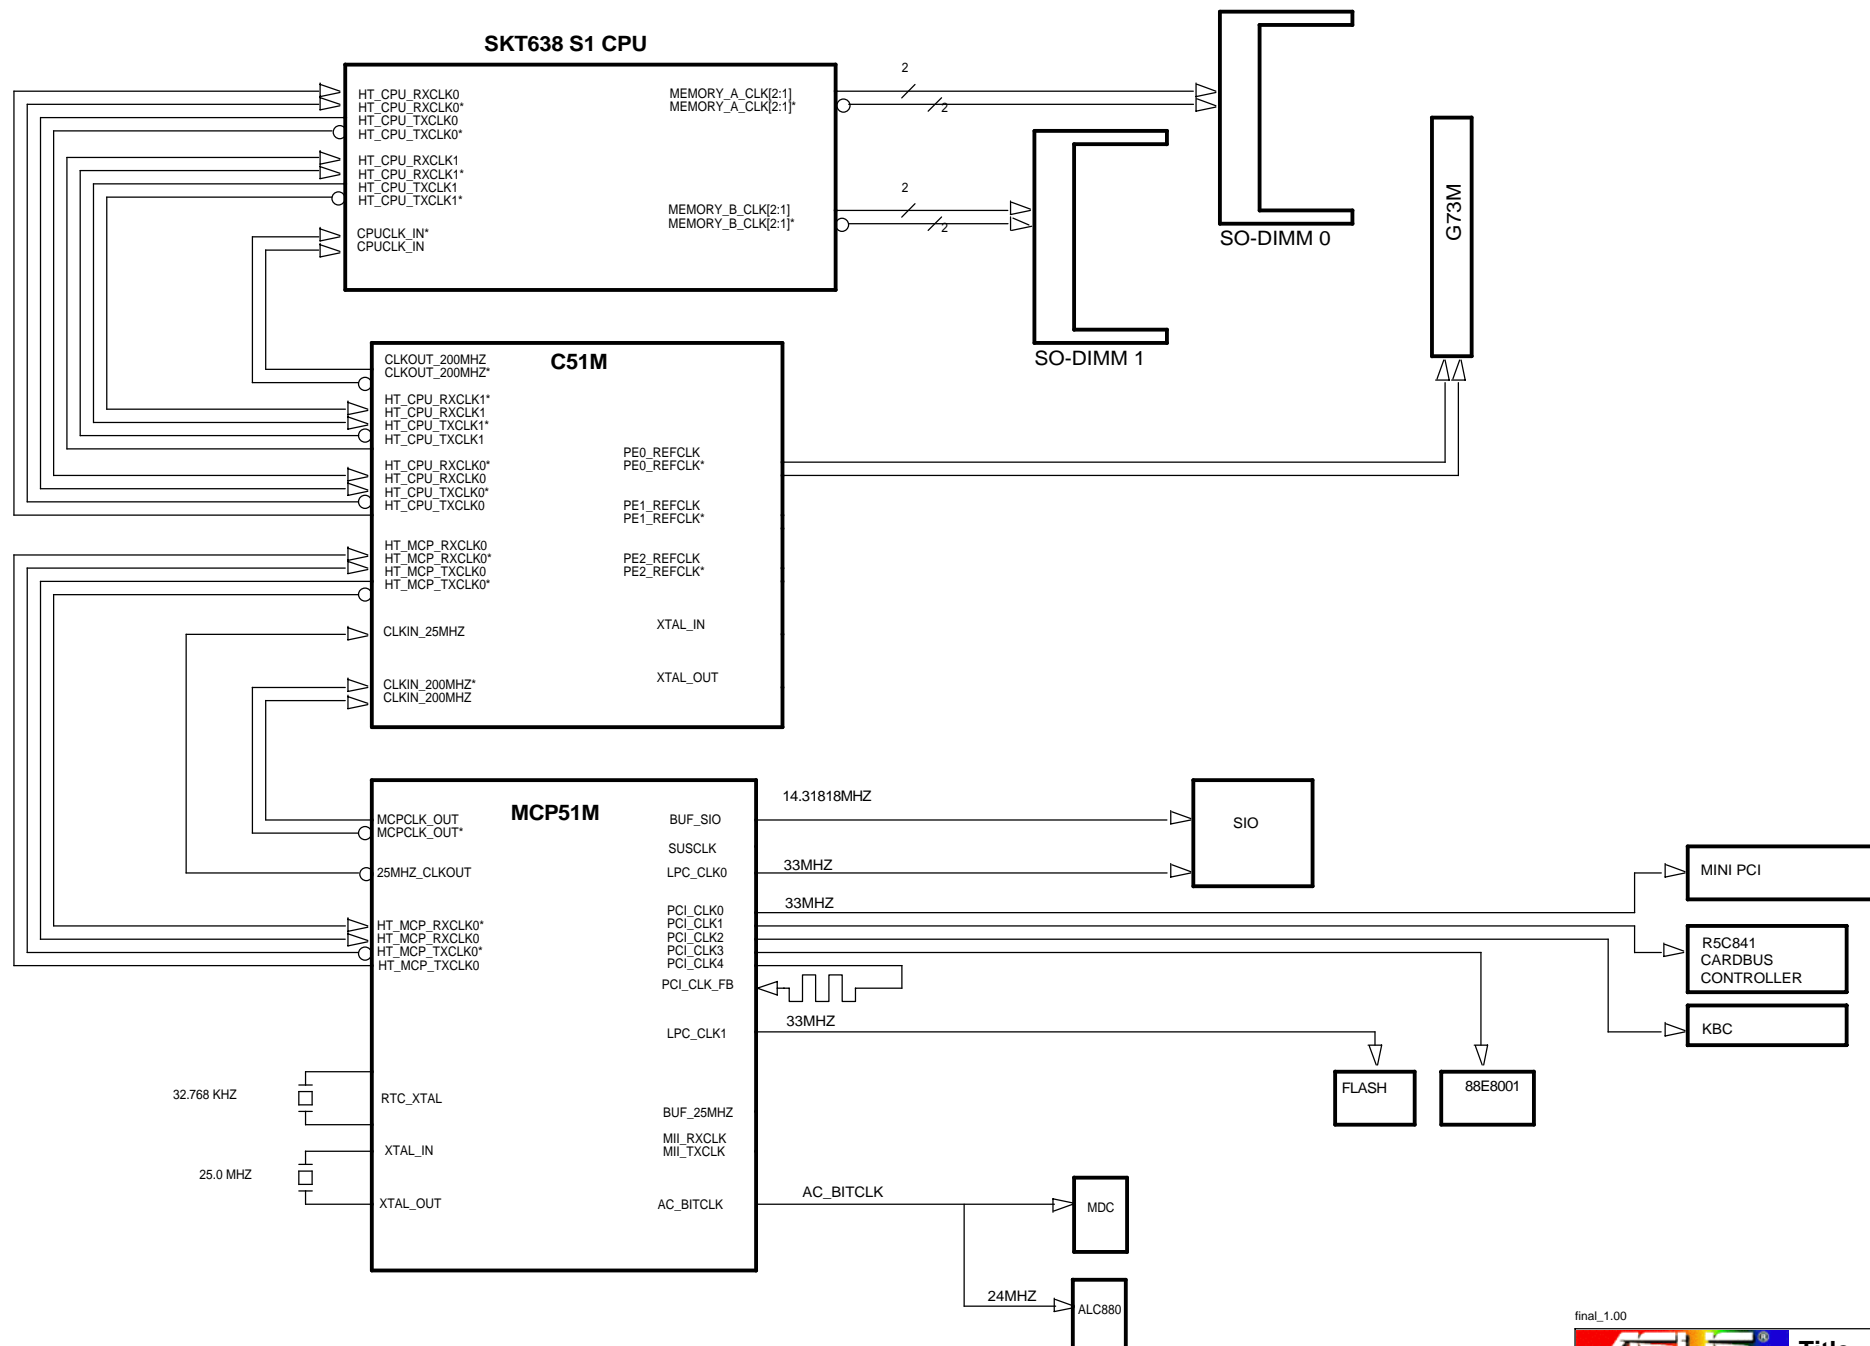 SKT638 S1 CPU
HT_CPU_RXCLK0
HT_CPU_RXCLK0*
HT_CPU_TXCLK0
HT_CPU_TXCLK0*
HT_CPU_RXCLK1
HT_CPU_RXCLK1*
HT_CPU_TXCLK1
HT_CPU_TXCLK1*
CPUCLK_IN*
CPUCLK_IN
MEMORY_A_CLK[2:1]
MEMORY_A_CLK[2:1]*
MEMORY_B_CLK[2:1]
MEMORY_B_CLK[2:1]*
2
2
2
2
SO-DIMM 0
SO-DIMM 1
G73M
C51M
CLKOUT_200MHZ
CLKOUT_200MHZ*
HT_CPU_RXCLK1*
HT_CPU_RXCLK1
HT_CPU_TXCLK1*
HT_CPU_TXCLK1
HT_CPU_RXCLK0*
HT_CPU_RXCLK0
HT_CPU_TXCLK0*
HT_CPU_TXCLK0
HT_MCP_RXCLK0
HT_MCP_RXCLK0*
HT_MCP_TXCLK0
HT_MCP_TXCLK0*
CLKIN_25MHZ
CLKIN_200MHZ*
CLKIN_200MHZ
PE0_REFCLK
PE0_REFCLK*
PE1_REFCLK
PE1_REFCLK*
PE2_REFCLK
PE2_REFCLK*
XTAL_IN
XTAL_OUT
MCP51M
MCPCLK_OUT
MCPCLK_OUT*
25MHZ_CLKOUT
HT_MCP_RXCLK0*
HT_MCP_RXCLK0
HT_MCP_TXCLK0*
HT_MCP_TXCLK0
RTC_XTAL
XTAL_IN
XTAL_OUT
32.768 KHZ
25.0 MHZ
BUF_SIO
SUSCLK
LPC_CLK0
PCI_CLK0
PCI_CLK1
PCI_CLK2
PCI_CLK3
PCI_CLK4
PCI_CLK_FB
LPC_CLK1
BUF_25MHZ
MII_RXCLK
MII_TXCLK
AC_BITCLK
14.31818MHZ
33MHZ
33MHZ
33MHZ
AC_BITCLK
24MHZ
SIO
MINI PCI
R5C841
CARDBUS
CONTROLLER
KBC
FLASH
88E8001
MDC
ALC880
final_1.00